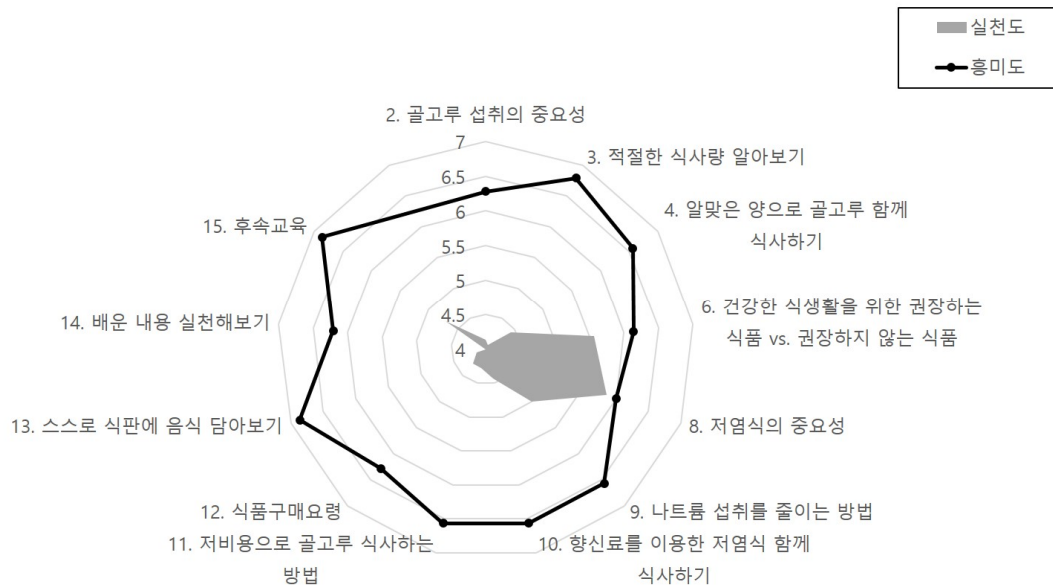 실천도
흥미도
2. 골고루 섭취의 중요성
7
6.5
6
5.5
5
4.5
4
3. 적절한 식사량 알아보기
4. 알맞은 양으로 골고루 함께
식사하기
6. 건강한 식생활을 위한 권장하는
식품 vs. 권장하지 않는 식품
8. 저염식의 중요성
9. 나트륨 섭취를 줄이는 방법
10. 향신료를 이용한 저염식 함께
식사하기
11. 저비용으로 골고루 식사하는
방법
12. 식품구매요령
13. 스스로 식판에 음식 담아보기
14. 배운 내용 실천해보기
15. 후속교육